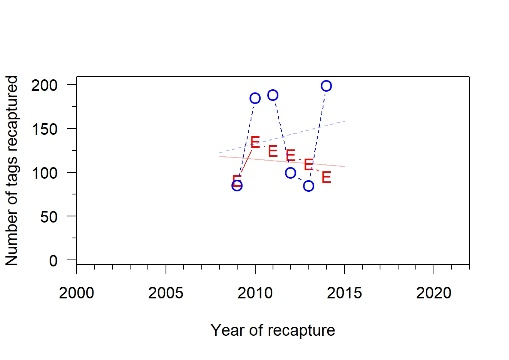 Number of tags recaptured
200
150
100
50
0
O
O O
E E E E
O O E
E O
2000 2005 2010 2015 2020
Year of recapture